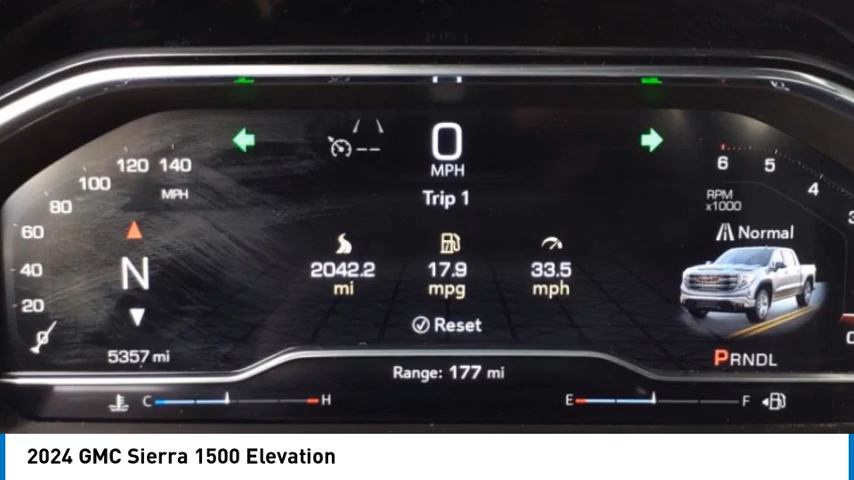 0
MPH
Trip 1
120 140
100
80
60
40
20
0
MPH
N
5357 mi
2042.2 17.9 33.5
mi mpg mph
Reset
Range: 177 mi
6 5 4
RPM
x1000
Normal
PRNDL
C H
E F
2024 GMC Sierra 1500 Elevation